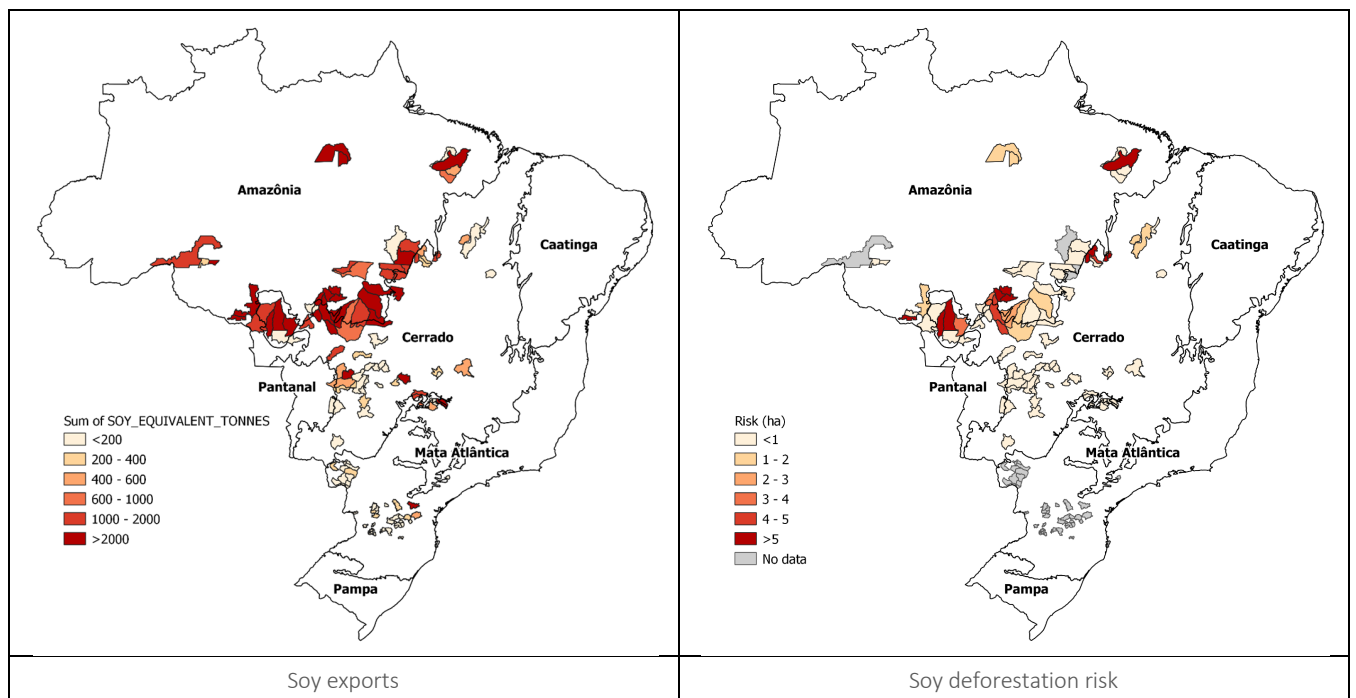 Amazônia
Caatinga
Cerrado
Pantanal
Mata Atlântica
Pampa
Sum of SOY_EQUIVALENT_TONNES
<200
200 - 400
400 - 600
600 - 1000
1000 - 2000
>2000
Soy exports
Amazônia
Caatinga
Cerrado
Pantanal
Mata Atlântica
Pampa
Risk (ha)
<1
1 - 2
2 - 3
3 - 4
4 - 5
>5
No data
Soy deforestation risk